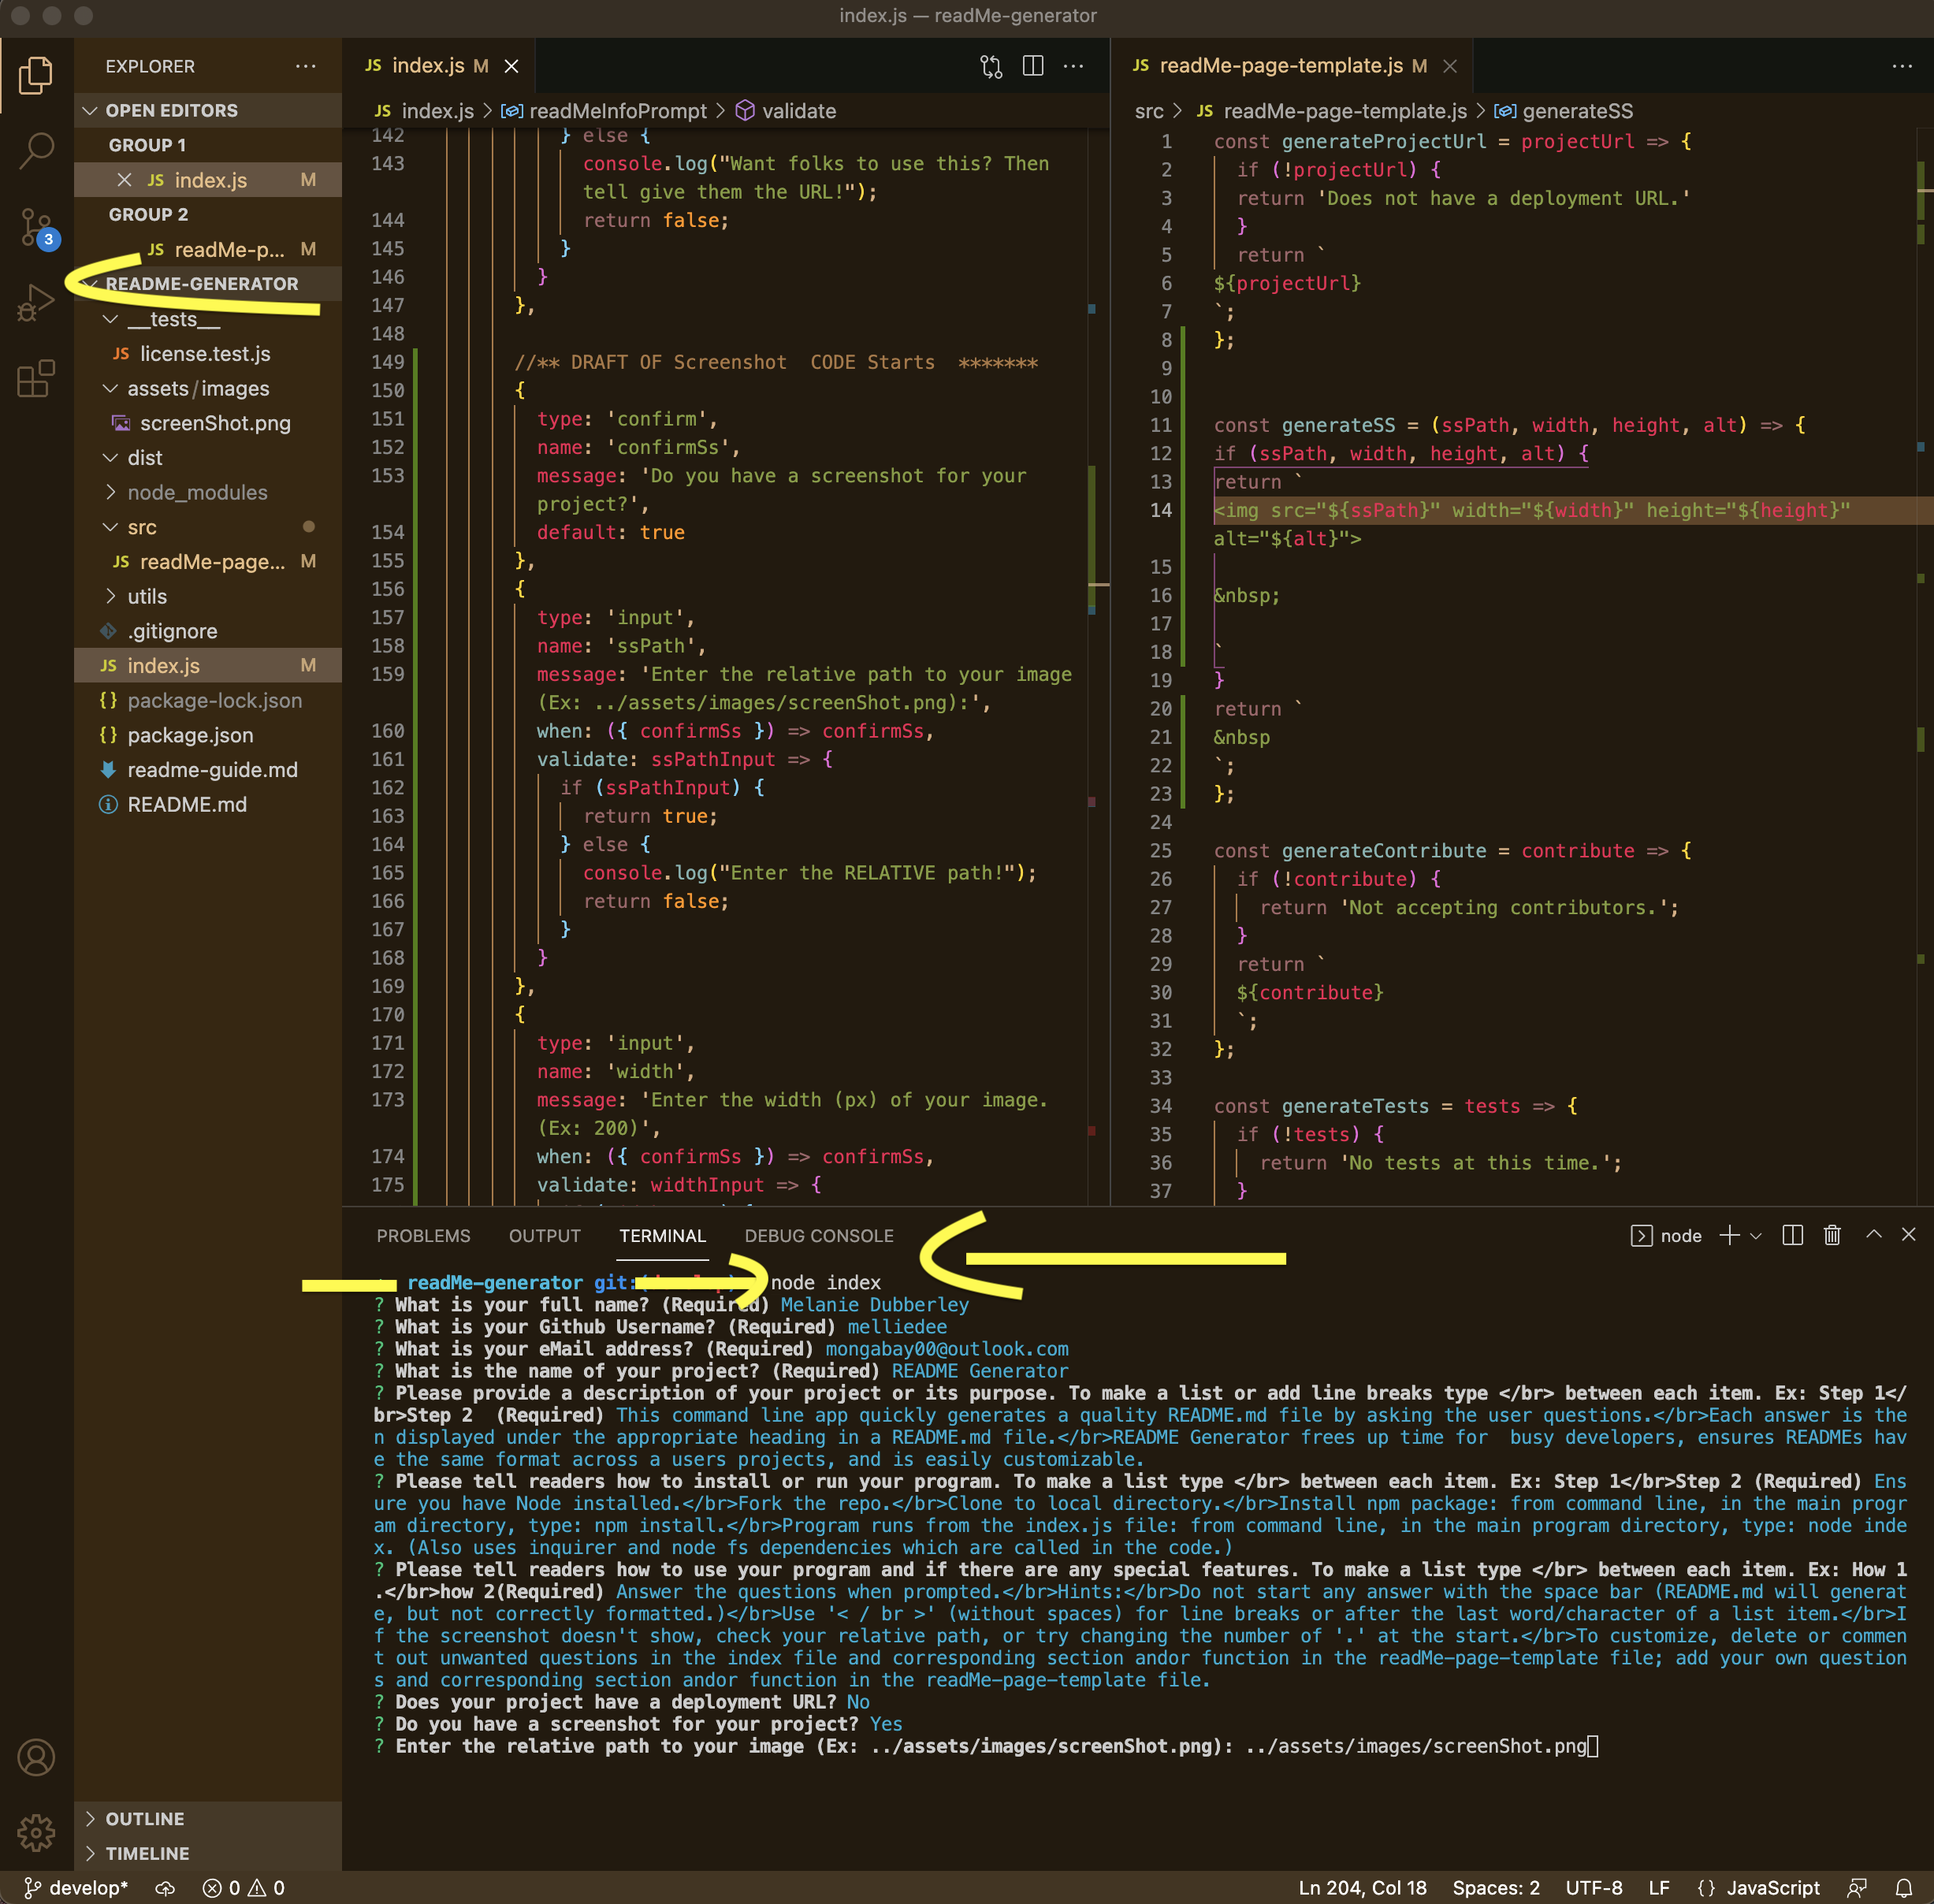 index.js — readMe-generator
EXPLORER
OPEN EDITORS
GROUP 1
JS index.js M
GROUP 2
JS readMe-p... M
README-GENERATOR
__tests__
JS license.test.js
assets/images
screenShot.png
dist
node_modules
src
JS readMe-page... M
utils
.gitignore
JS index.js M
{} package-lock.json
{} package.json
readme-guide.md
README.md
OUTLINE
TIMELINE
3
JS index.js M
JS index.js > readMeInfoPrompt > validate
142 } else {
143 console.log("Want folks to use this? Then
tell give them the URL!");
144 return false;
145 }
146 }
147 },
148
149 //** DRAFT OF Screenshot  CODE Starts  *******
150 {
151 type: 'confirm',
152 name: 'confirmSs',
153 message: 'Do you have a screenshot for your
project?',
154 default: true
155 },
156 {
157 type: 'input',
158 name: 'ssPath',
159 message: 'Enter the relative path to your image
(Ex: ../assets/images/screenShot.png):',
160 when: ({ confirmSs }) => confirmSs,
161 validate: ssPathInput => {
162 if (ssPathInput) {
163 return true;
164 } else {
165 console.log("Enter the RELATIVE path!");
166 return false;
167 }
168 }
169 },
170 {
171 type: 'input',
172 name: 'width',
173 message: 'Enter the width (px) of your image.
(Ex: 200)',
174 when: ({ confirmSs }) => confirmSs,
175 validate: widthInput => {
JS readMe-page-template.js M
src > JS readMe-page-template.js > generateSS
1 const generateProjectUrl = projectUrl => {
2 if (!projectUrl) {
3 return 'Does not have a deployment URL.'
4 }
5 return `
6 ${projectUrl}
7 `;
8 };
9
10
11 const generateSS = (ssPath, width, height, alt) => {
12 if (ssPath, width, height, alt) {
13 return `
14 <img src="${ssPath}" width="${width}" height="${height}"
alt="${alt}">
15
16 &nbsp;
17
18 `
19 }
20 return `
21 &nbsp
22 `;
23 };
24
25 const generateContribute = contribute => {
26 if (!contribute) {
27 return 'Not accepting contributors.';
28 }
29 return `
30 ${contribute}
31 `;
32 };
33
34 const generateTests = tests => {
35 if (!tests) {
36 return 'No tests at this time.';
37 }
PROBLEMS OUTPUT TERMINAL DEBUG CONSOLE node
readMe-generator git: node index
? What is your full name? (Required) Melanie Dubberley
? What is your Github Username? (Required) melliedee
? What is your eMail address? (Required) mongabay00@outlook.com
? What is the name of your project? (Required) README Generator
? Please provide a description of your project or its purpose. To make a list or add line breaks type </br> between each item. Ex: Step 1</
br>Step 2  (Required) This command line app quickly generates a quality README.md file by asking the user questions.</br>Each answer is the
n displayed under the appropriate heading in a README.md file.</br>README Generator frees up time for  busy developers, ensures READMEs hav
e the same format across a users projects, and is easily customizable.
? Please tell readers how to install or run your program. To make a list type </br> between each item. Ex: Step 1</br>Step 2 (Required) Ens
ure you have Node installed.</br>Fork the repo.</br>Clone to local directory.</br>Install npm package: from command line, in the main progr
am directory, type: npm install.</br>Program runs from the index.js file: from command line, in the main program directory, type: node inde
x. (Also uses inquirer and node fs dependencies which are called in the code.)
? Please tell readers how to use your program and if there are any special features. To make a list type </br> between each item. Ex: How 1
.</br>how 2(Required) Answer the questions when prompted.</br>Hints:</br>Do not start any answer with the space bar (README.md will generat
e, but not correctly formatted.)</br>Use '< / br >' (without spaces) for line breaks or after the last word/character of a list item.</br>I
f the screenshot doesn't show, check your relative path, or try changing the number of '.' at the start.</br>To customize, delete or commen
t out unwanted questions in the index file and corresponding section andor function in the readMe-page-template file; add your own question
s and corresponding section andor function in the readMe-page-template file.
? Does your project have a deployment URL? No
? Do you have a screenshot for your project? Yes
? Enter the relative path to your image (Ex: ../assets/images/screenShot.png): ../assets/images/screenShot.png
develop* 0 0 Ln 204, Col 18 Spaces: 2 UTF-8 LF {} JavaScript